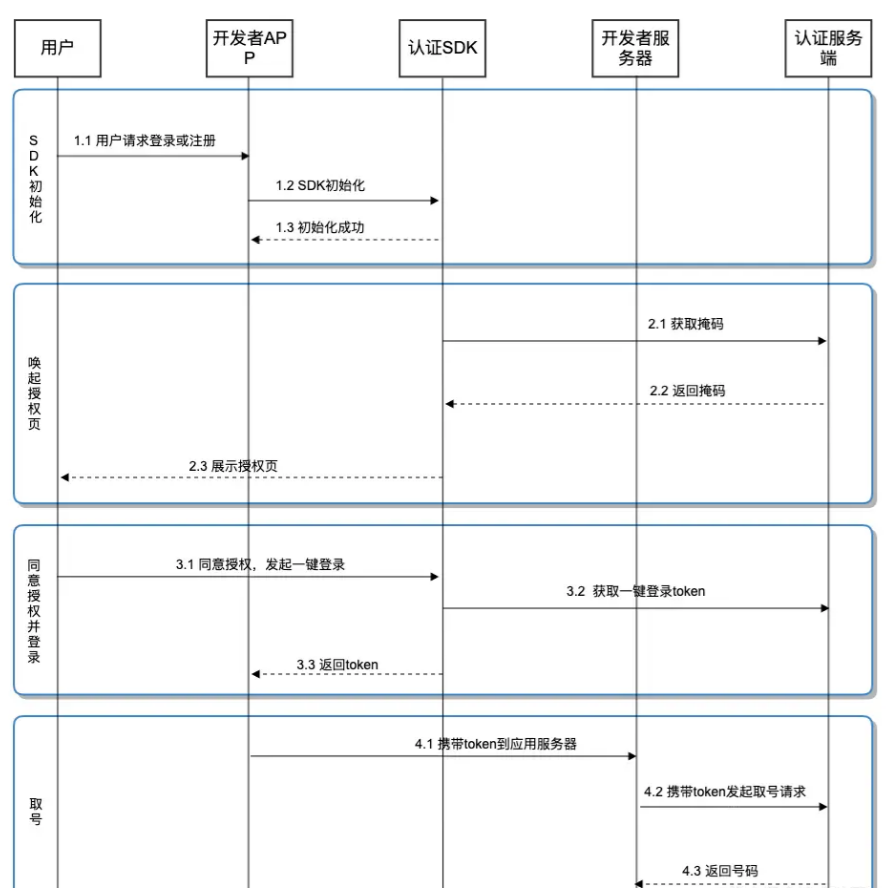 用户
开发者AP
P
认证SDK
开发者服
务器
认证服务
端
SDK初始化
1.1 用户请求登录或注册
1.2 SDK初始化
1.3 初始化成功
唤起授权页
2.1 获取掩码
2.2 返回掩码
2.3 展示授权页
同意授权并登录
3.1 同意授权，发起一键登录
3.2 获取一键登录token
3.3 返回token
取号
4.1 携带token到应用服务器
4.2 携带token发起取号请求
4.3 返回号码